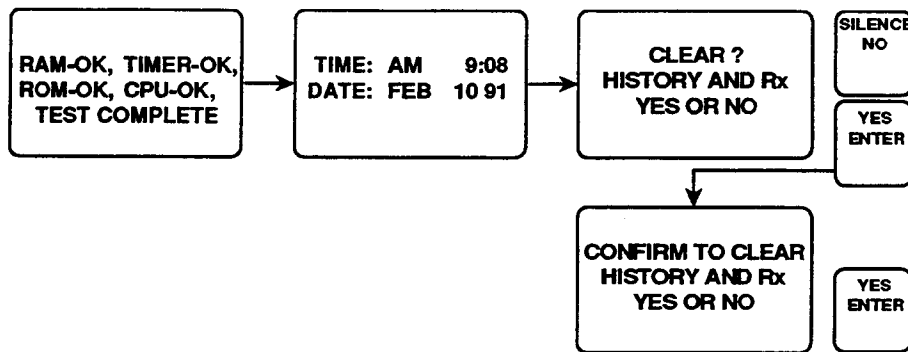 RAM-OK, TIMER-OK,
ROM-OK, CPU-OK,
TEST COMPLETE
TIME: AM 9:08
DATE: FEB 10 91
CLEAR ?
HISTORY AND Rx
YES OR NO
SILENCE
NO
YES
ENTER
CONFIRM TO CLEAR
HISTORY AND Rx
YES OR NO
YES
ENTER